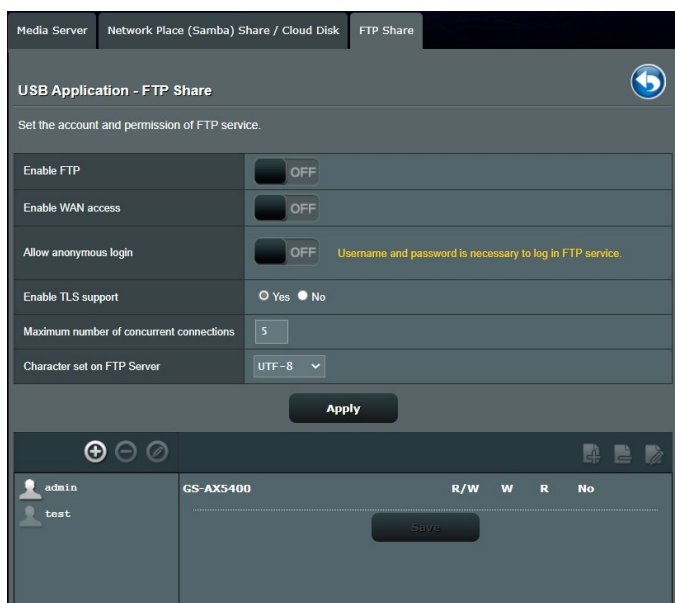 Media Server Network Place (Samba) Share / Cloud Disk FTP Share
USB Application - FTP Share
Set the account and permission of FTP service.
Enable FTP OFF
Enable WAN access OFF
Allow anonymous login OFF Username and password is necessary to log in FTP service.
Enable TLS support Yes No
Maximum number of concurrent connections 5
Character set on FTP Server UTF-8
Apply
admin GS-AX5400 R/W W R No
test
Save